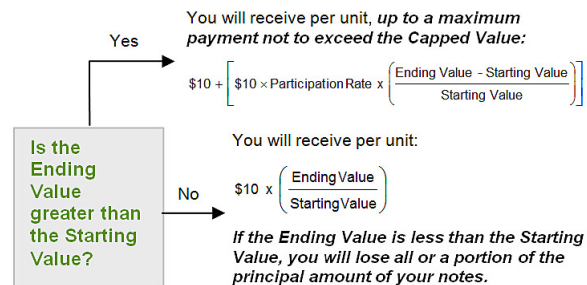 You will receive per unit, up to a maximum
payment not to exceed the Capped Value:
Yes
$10 + [$10 × Participation Rate x (Ending Value - Starting Value
Starting Value)]
Is the
Ending
Value
greater than
the Starting
Value?
No
You will receive per unit:
$10 x (Ending Value
Starting Value)
If the Ending Value is less than the Starting
Value, you will lose all or a portion of the
principal amount of your notes.